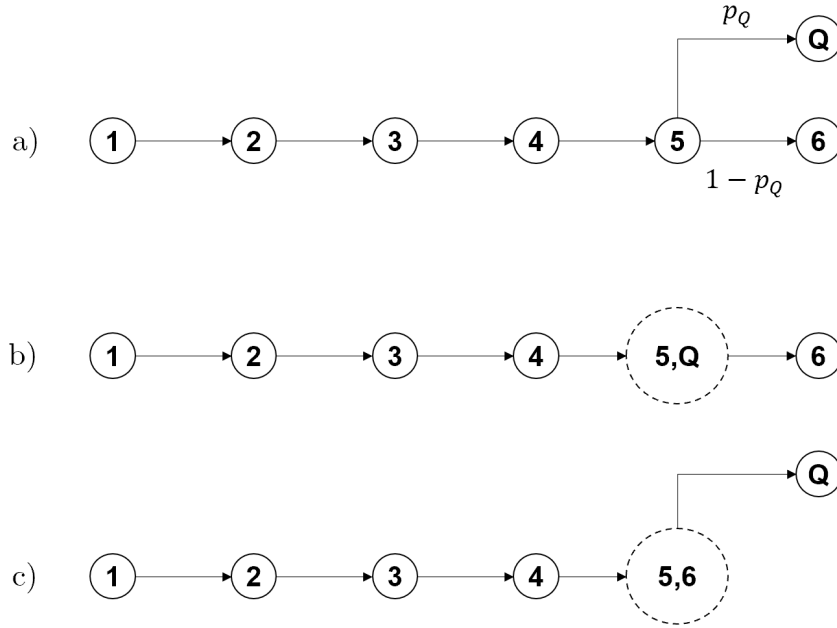 p_Q
Q
a) 1 2 3 4 5 6
1 − p_Q
b) 1 2 3 4 5,Q 6
Q
c) 1 2 3 4 5,6